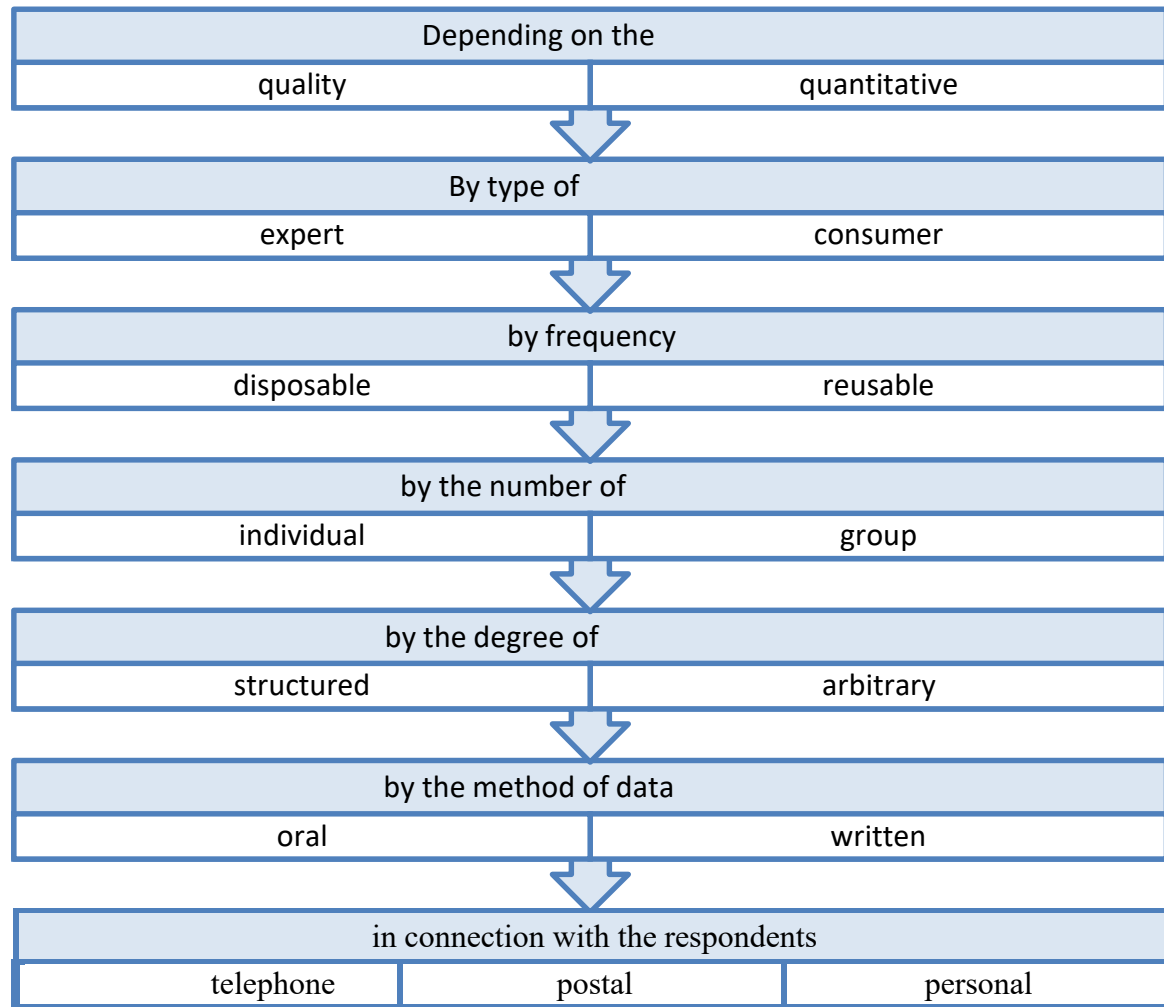 Depending on the
quality quantitative
By type of
expert consumer
by frequency
disposable reusable
by the number of
individual group
by the degree of
structured arbitrary
by the method of data
oral written
in connection with the respondents
telephone postal personal